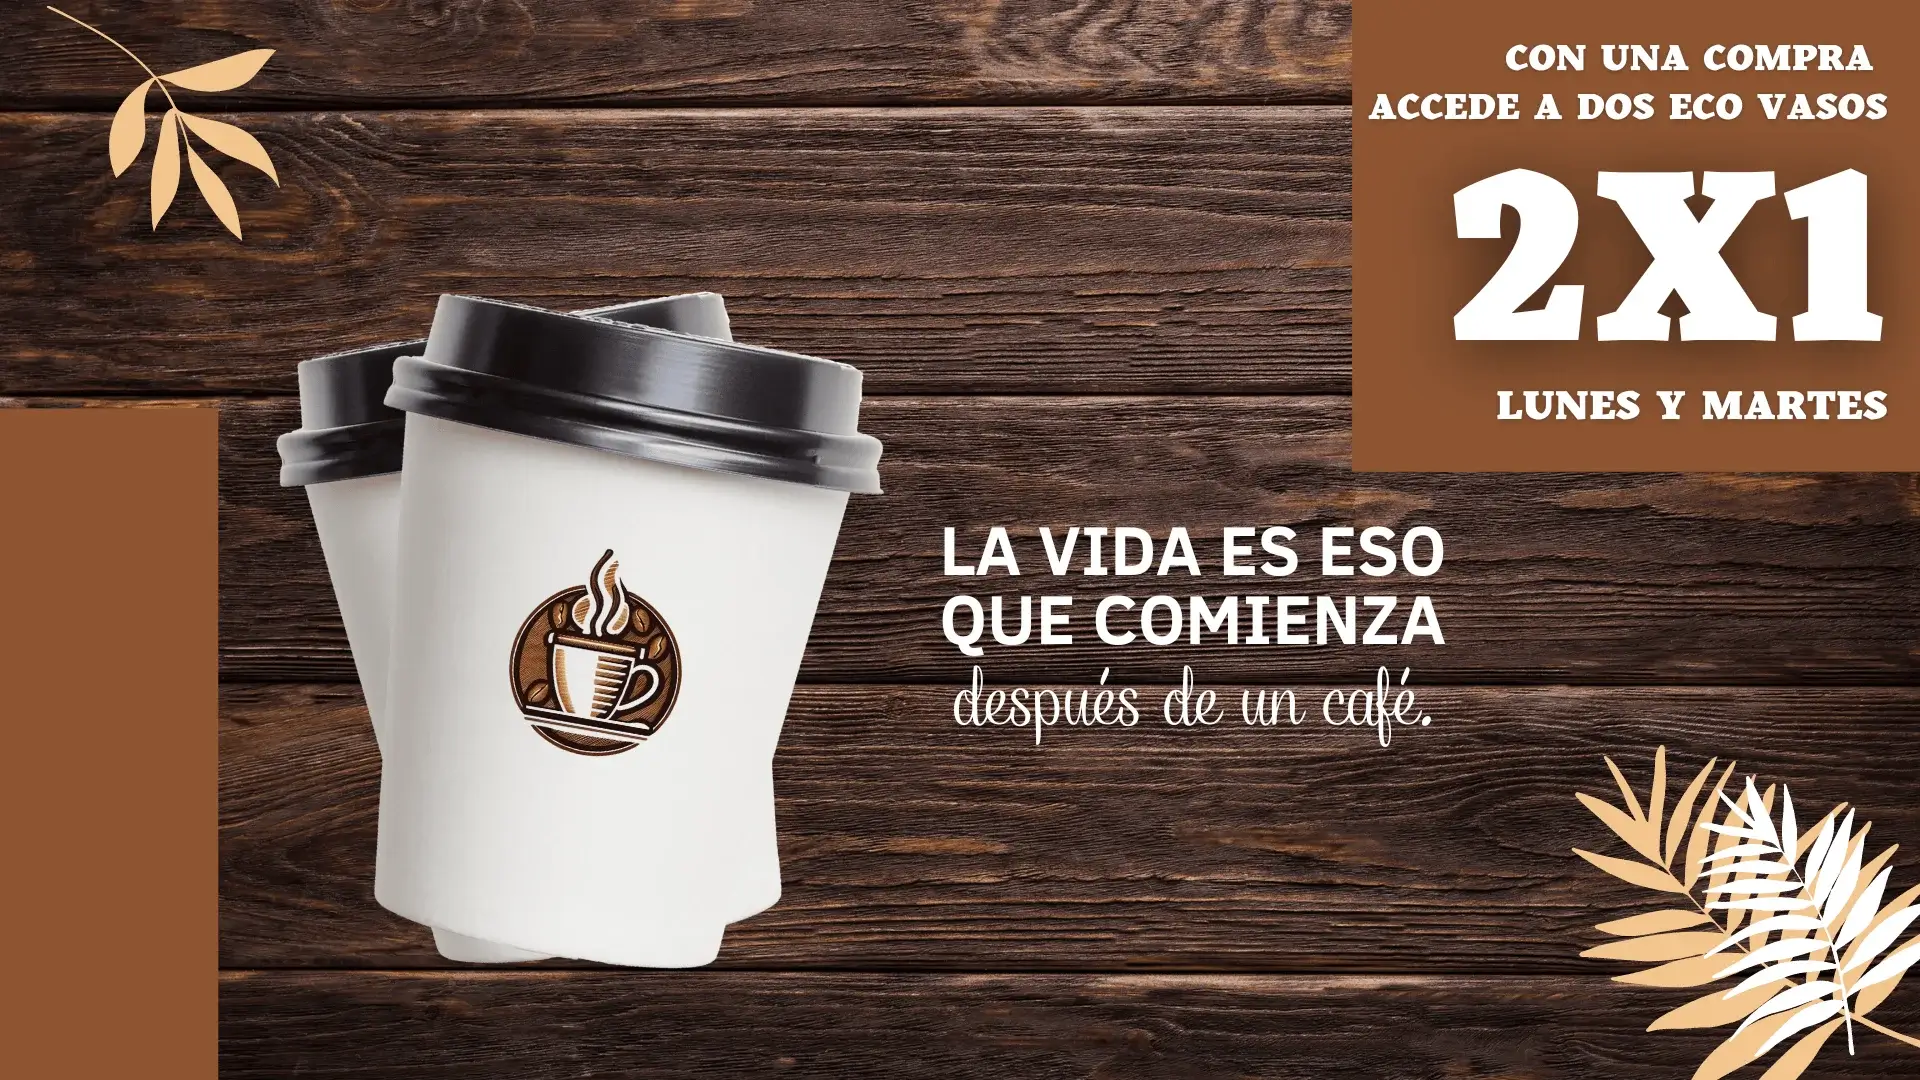 CON UNA COMPRA
ACCEDE A DOS ECO VASOS
2X1
LUNES Y MARTES
LA VIDA ES ESO
QUE COMIENZA
después de un café.